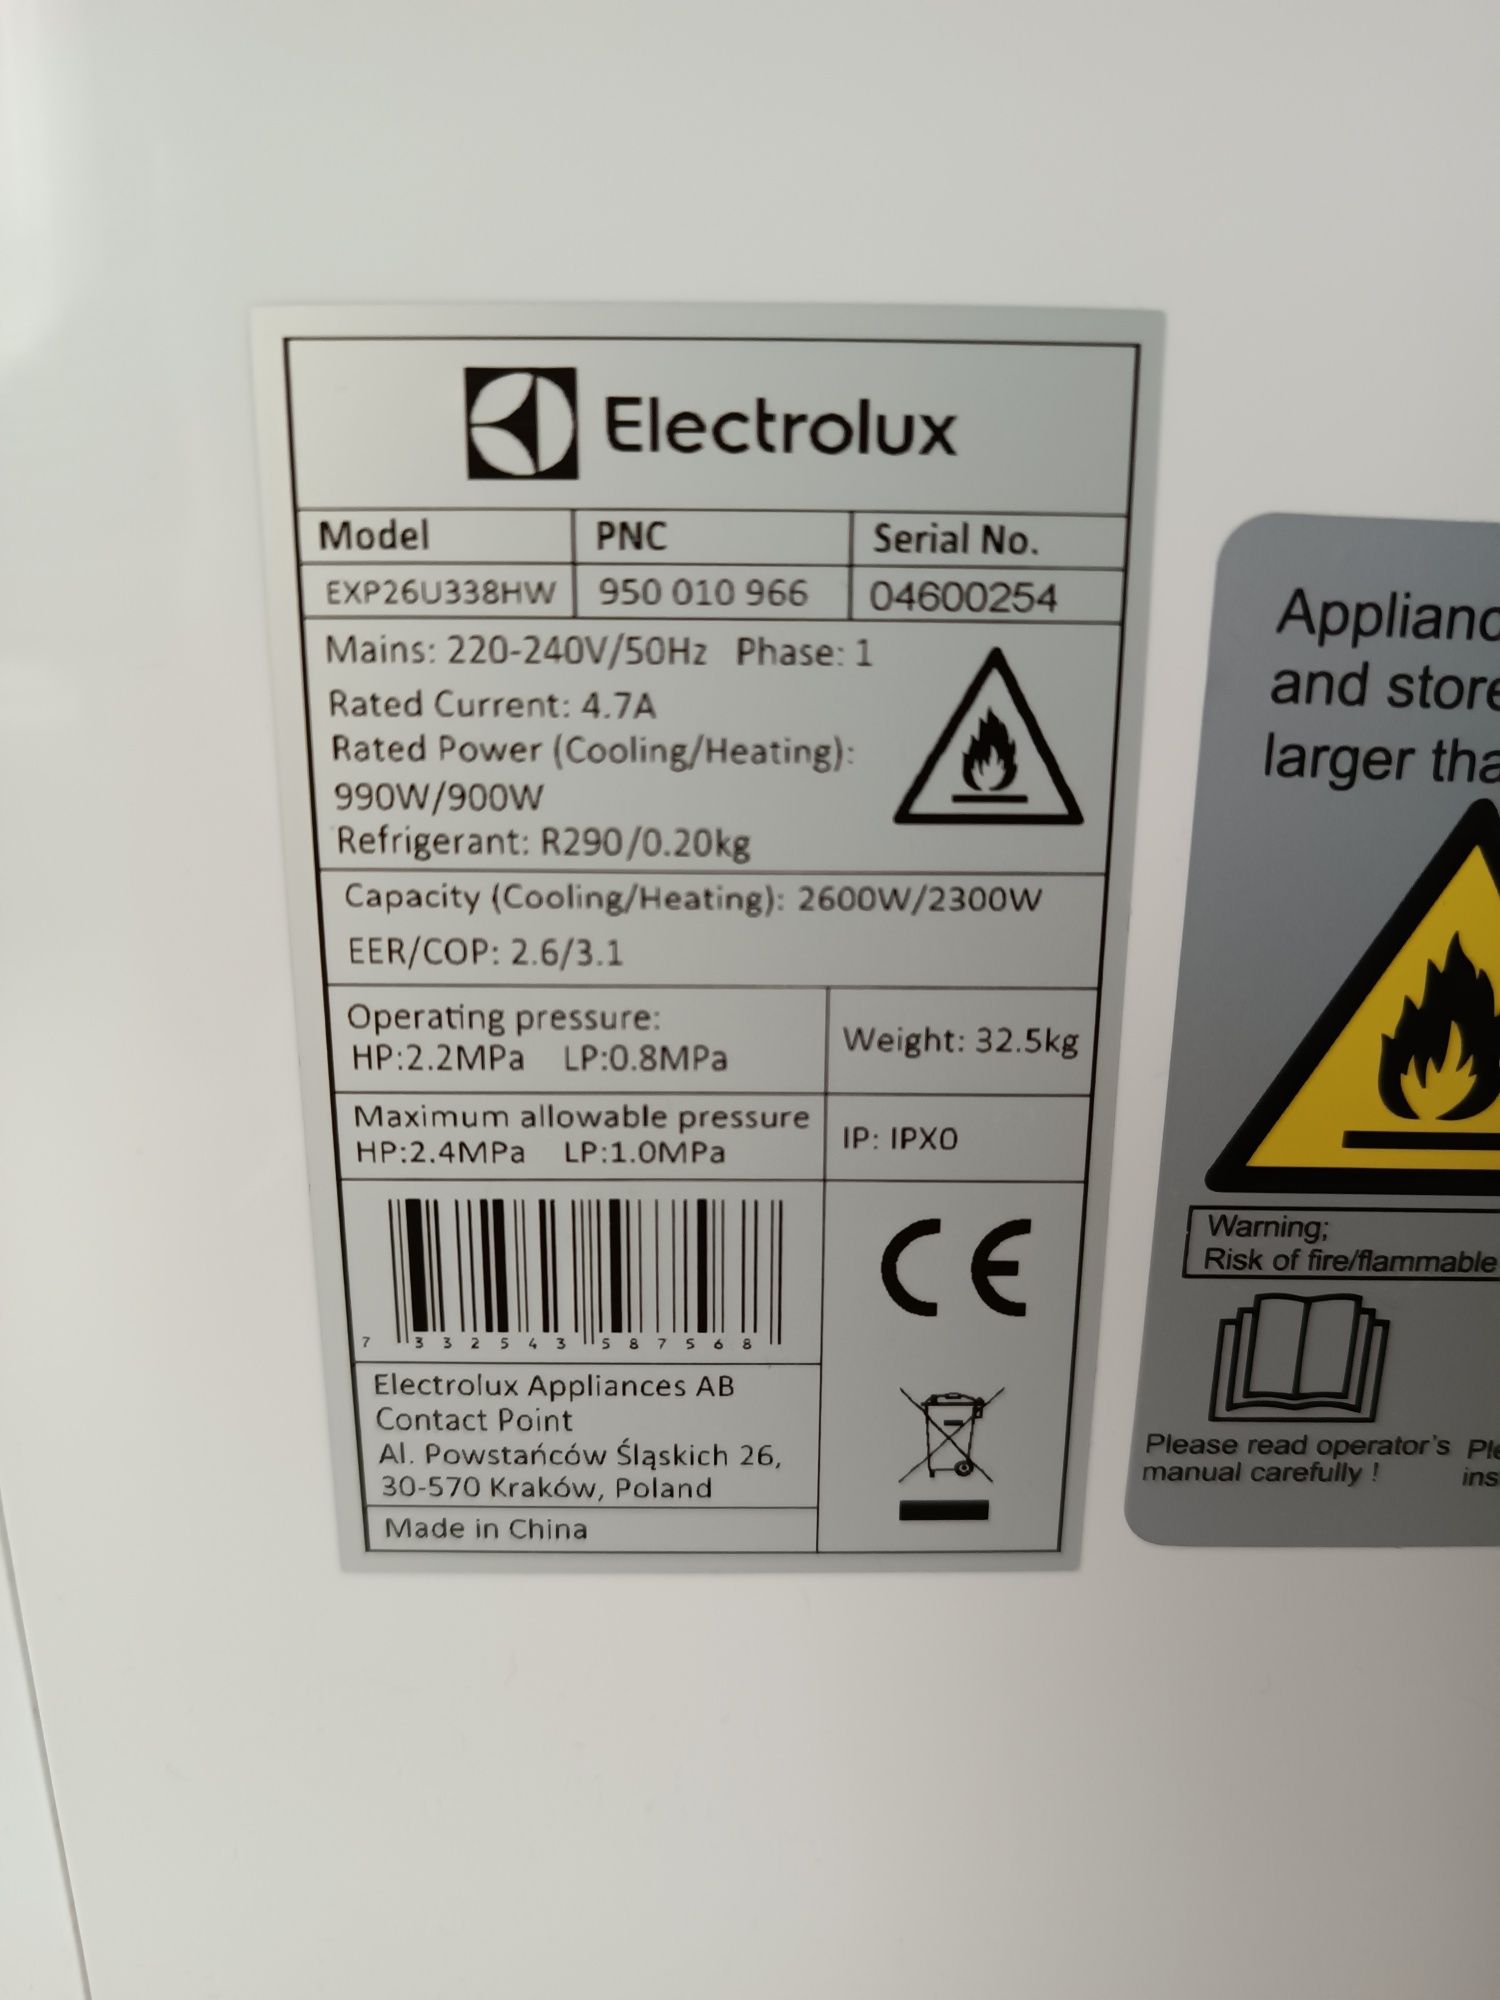 Electrolux
Model PNC Serial No.
EXP26U338HW 950 010 966 04600254
Mains: 220-240V/50Hz Phase: 1
Rated Current: 4.7A
Rated Power (Cooling/Heating):
990W/900W
Refrigerant: R290/0.20kg
Capacity (Cooling/Heating): 2600W/2300W
EER/COP: 2.6/3.1
Operating pressure:
HP:2.2MPa LP:0.8MPa
Weight: 32.5kg
Maximum allowable pressure
HP:2.4MPa LP:1.0MPa
IP: IPX0
7 332543 587568
CE
Electrolux Appliances AB
Contact Point
Al. Powstańców Śląskich 26,
30-570 Kraków, Poland
Made in China
and
larger
Warning;
Risk of fire/flammable
Please read operator's
manual carefully !